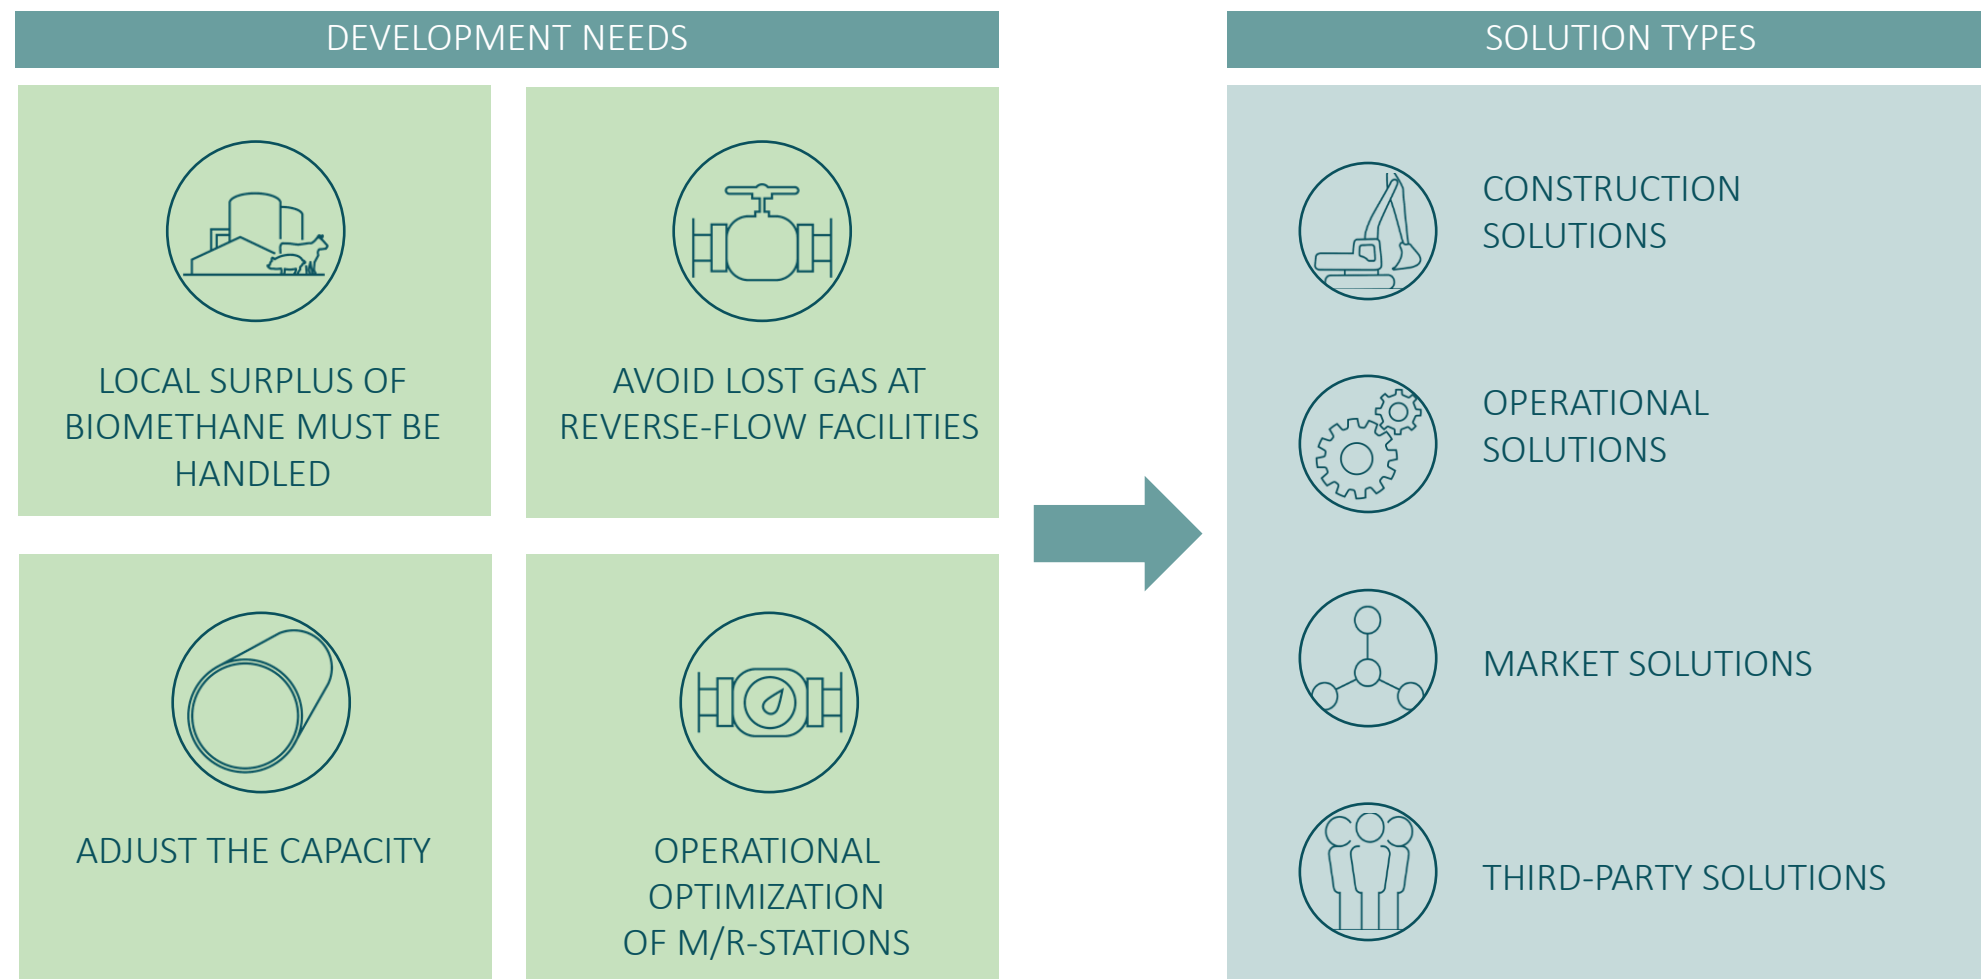 DEVELOPMENT NEEDS
LOCAL SURPLUS OF
BIOMETHANE MUST BE
HANDLED
AVOID LOST GAS AT
REVERSE-FLOW FACILITIES
ADJUST THE CAPACITY
OPERATIONAL
OPTIMIZATION
OF M/R-STATIONS
SOLUTION TYPES
CONSTRUCTION
SOLUTIONS
OPERATIONAL
SOLUTIONS
MARKET SOLUTIONS
THIRD-PARTY SOLUTIONS